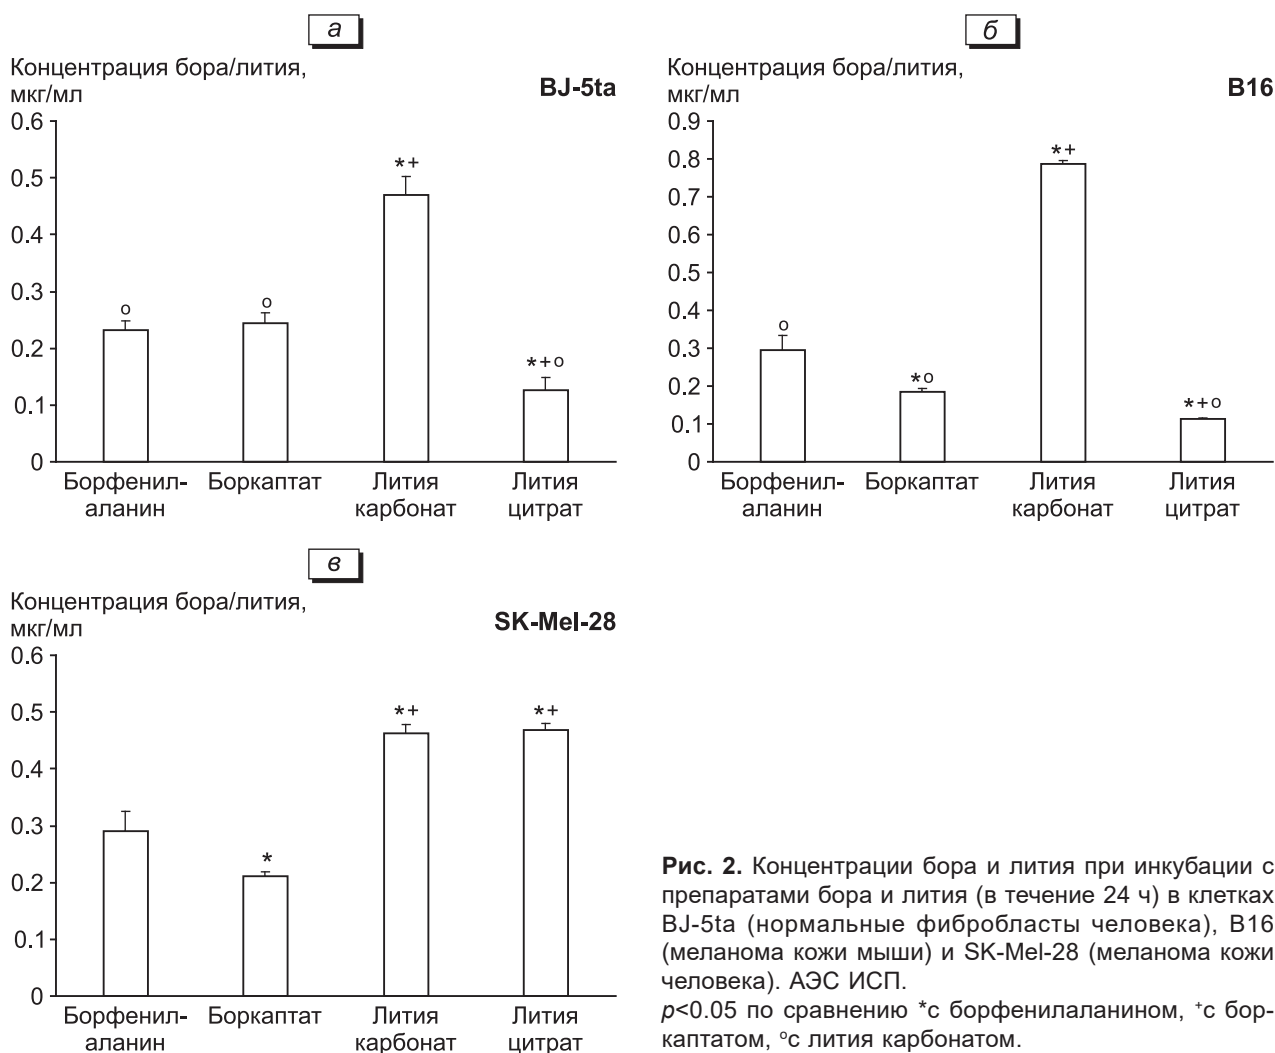 а
Концентрация бора/лития,
мкг/мл
BJ-5ta
0.6
0.5
0.4
0.3
0.2
0.1
0
о
о
*+
*+о
Борфенил-
аланин
Боркаптат
Лития
карбонат
Лития
цитрат
б
Концентрация бора/лития,
мкг/мл
B16
0.9
0.8
0.7
0.6
0.5
0.4
0.3
0.2
0.1
0
о
*о
*+
*+о
Борфенил-
аланин
Боркаптат
Лития
карбонат
Лития
цитрат
в
Концентрация бора/лития,
мкг/мл
SK-Mel-28
0.6
0.5
0.4
0.3
0.2
0.1
0
*
*+
*+
Борфенил-
аланин
Боркаптат
Лития
карбонат
Лития
цитрат
Рис. 2. Концентрации бора и лития при инкубации с
препаратами бора и лития (в течение 24 ч) в клетках
BJ-5ta (нормальные фибробласты человека), B16
(меланома кожи мыши) и SK-Mel-28 (меланома кожи
человека). АЭС ИСП.
p<0.05 по сравнению *с борфенилаланином, ⁺с бор-
каптатом, ᵒс лития карбонатом.